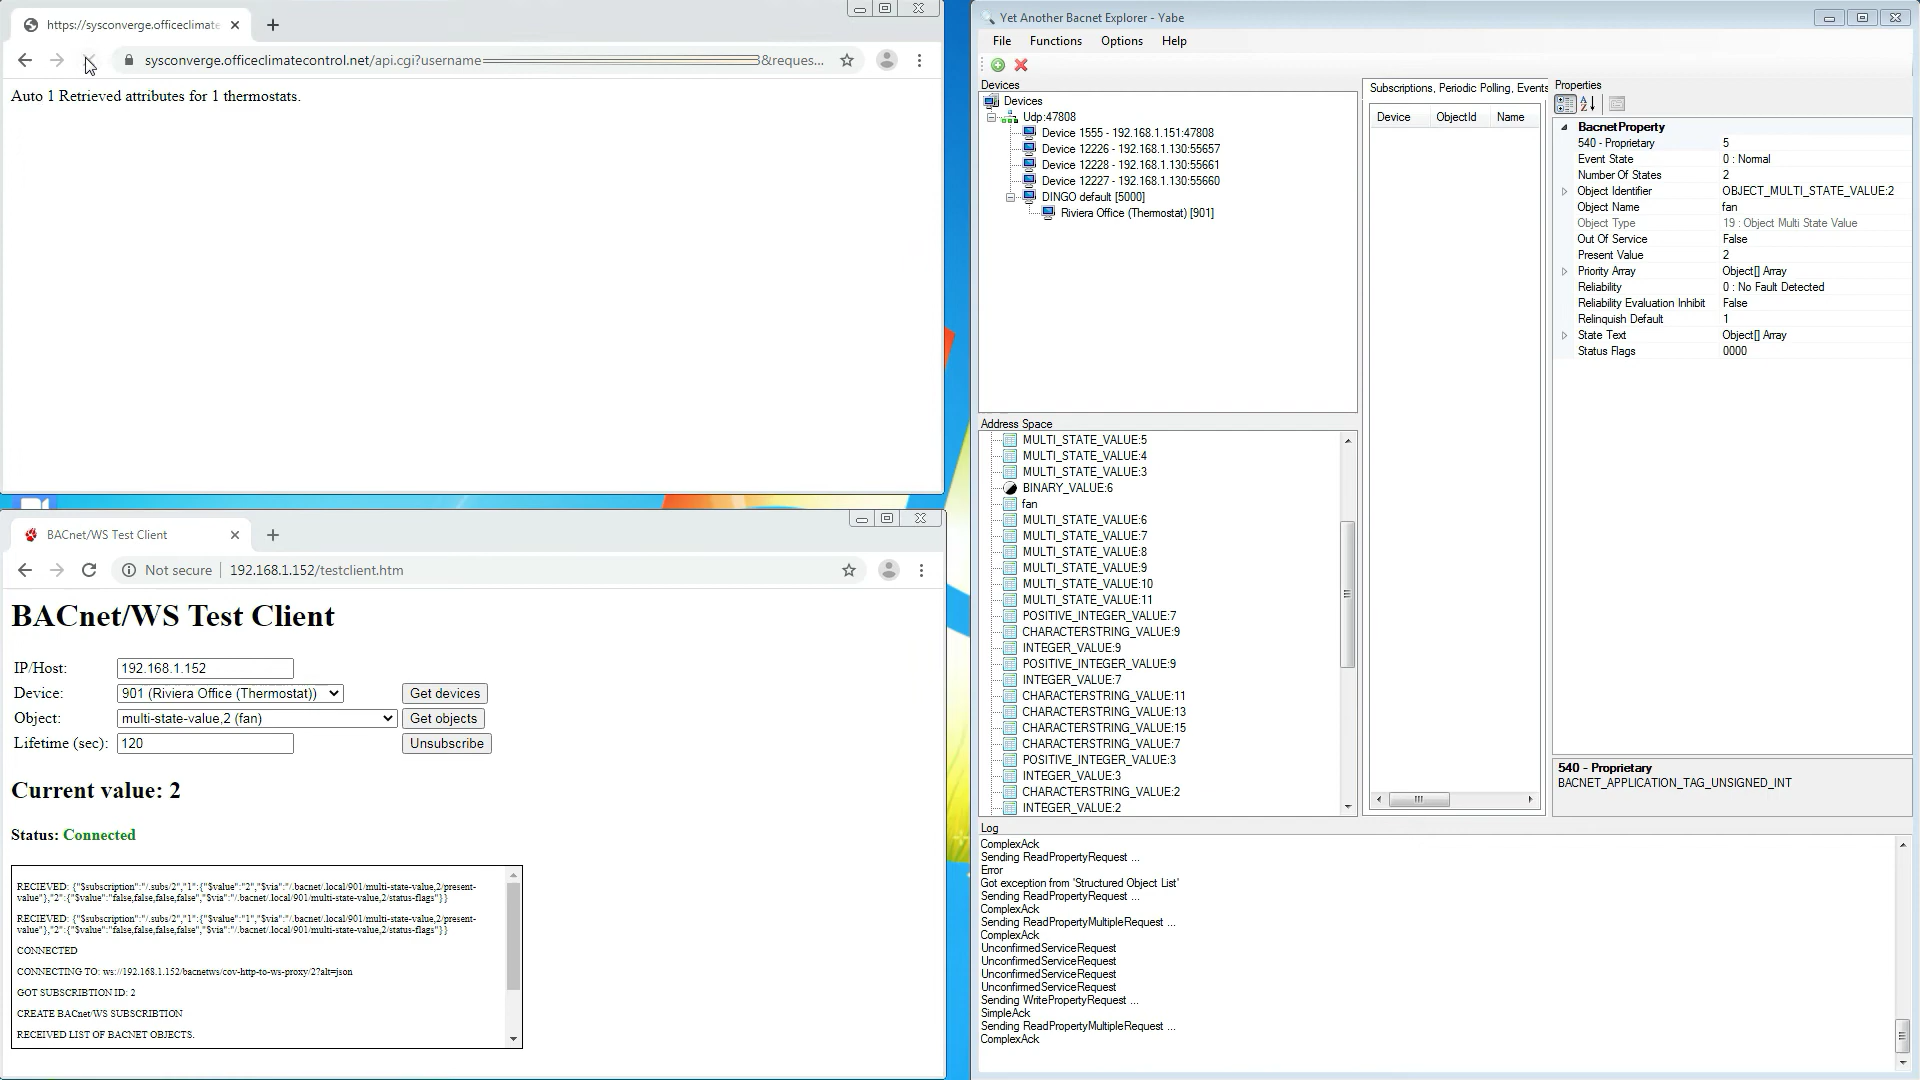 https://sysconverge.officeclimate
sysconverge.officeclimatecontrol.net/api.cgi?username
3&reques...
Auto 1 Retrieved attributes for 1 thermostats.
BACnet/WS Test Client
Not secure
192.168.1.152/testclient.htm
BACnet/WS Test Client
IP/Host: 192.168.1.152
Device: 901 (Riviera Office (Thermostat)) Get devices
Object: multi-state-value,2 (fan) Get objects
Lifetime (sec): 120 Unsubscribe
Current value: 2
Status: Connected
RECIEVED: {"$subscription":"/.subs/2","1":{"$value":"2","$via":"/.bacnet/.local/901/multi-state-value,2/present-
value"},"2":{"$value":"false,false,false,false","$via":"/.bacnet/.local/901/multi-state-value,2/status-flags"}}
RECIEVED: {"$subscription":"/.subs/2","1":{"$value":"1","$via":"/.bacnet/.local/901/multi-state-value,2/present-
value"},"2":{"$value":"false,false,false,false","$via":"/.bacnet/.local/901/multi-state-value,2/status-flags"}}
CONNECTED
CONNECTING TO: ws://192.168.1.152/bacnetws/cov-http-to-ws-proxy/2?alt=json
GOT SUBSCRIBTION ID: 2
CREATE BACnet/WS SUBSCRIBTION
RECEIVED LIST OF BACNET OBJECTS.
Yet Another Bacnet Explorer - Yabe
File Functions Options Help
Devices
Devices
Udp:47808
Device 1555 - 192.168.1.151:47808
Device 12226 - 192.168.1.130:55657
Device 12228 - 192.168.1.130:55661
Device 12227 - 192.168.1.130:55660
DINGO default [5000]
Riviera Office (Thermostat) [901]
Address Space
MULTI_STATE_VALUE:5
MULTI_STATE_VALUE:4
MULTI_STATE_VALUE:3
BINARY_VALUE:6
fan
MULTI_STATE_VALUE:6
MULTI_STATE_VALUE:7
MULTI_STATE_VALUE:8
MULTI_STATE_VALUE:9
MULTI_STATE_VALUE:10
MULTI_STATE_VALUE:11
POSITIVE_INTEGER_VALUE:7
CHARACTERSTRING_VALUE:9
INTEGER_VALUE:9
POSITIVE_INTEGER_VALUE:9
INTEGER_VALUE:7
CHARACTERSTRING_VALUE:11
CHARACTERSTRING_VALUE:13
CHARACTERSTRING_VALUE:15
CHARACTERSTRING_VALUE:7
POSITIVE_INTEGER_VALUE:3
INTEGER_VALUE:3
CHARACTERSTRING_VALUE:2
INTEGER_VALUE:2
Subscriptions, Periodic Polling, Events
Device ObjectId Name
Properties
BacnetProperty
540 - Proprietary 5
Event State 0 : Normal
Number Of States 2
Object Identifier OBJECT_MULTI_STATE_VALUE:2
Object Name fan
Object Type 19 : Object Multi State Value
Out Of Service False
Present Value 2
Priority Array Object[] Array
Reliability 0 : No Fault Detected
Reliability Evaluation Inhibit False
Relinquish Default 1
State Text Object[] Array
Status Flags 0000
540 - Proprietary
BACNET_APPLICATION_TAG_UNSIGNED_INT
Log
ComplexAck
Sending ReadPropertyRequest ...
Error
Got exception from 'Structured Object List'
Sending ReadPropertyRequest ...
ComplexAck
Sending ReadPropertyMultipleRequest ...
ComplexAck
UnconfirmedServiceRequest
UnconfirmedServiceRequest
UnconfirmedServiceRequest
UnconfirmedServiceRequest
Sending WritePropertyRequest ...
SimpleAck
Sending ReadPropertyMultipleRequest ...
ComplexAck